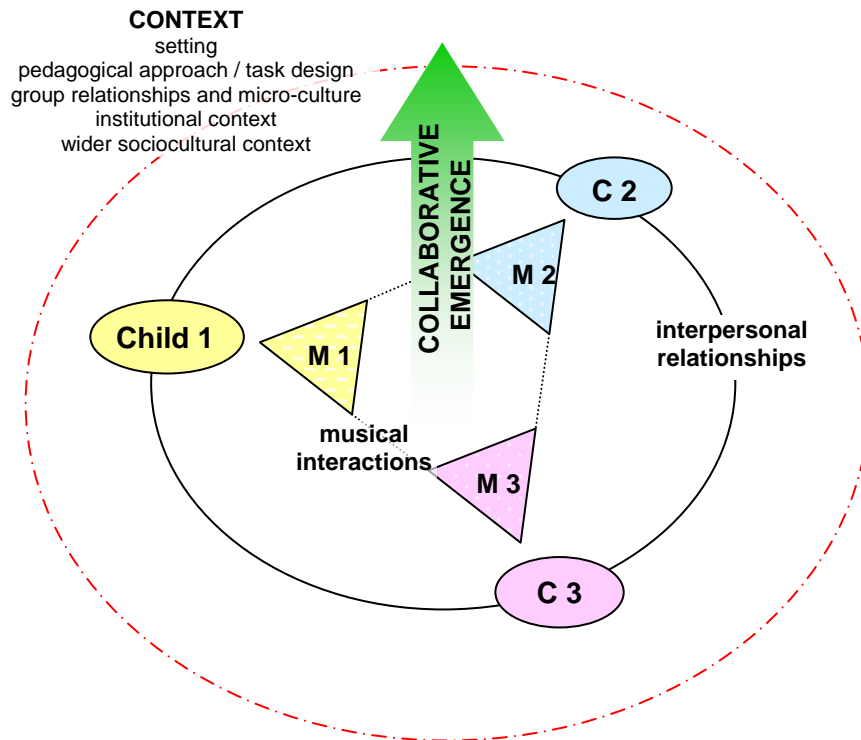 CONTEXT
setting
pedagogical approach / task design
group relationships and micro-culture
institutional context
wider sociocultural context
COLLABORATIVE
EMERGENCE
C 2
M 2
Child 1
M 1
interpersonal
relationships
musical
interactions
M 3
C 3